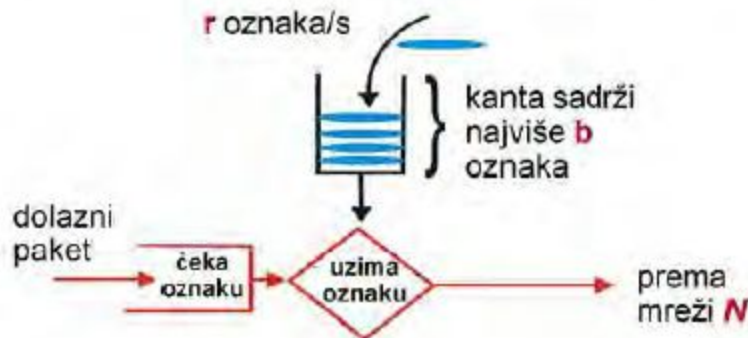 r oznaka/s
kanta sadrži
najviše b
oznaka
dolazni
paket
čeka
oznaku
uzima
oznaku
prema
mreži N